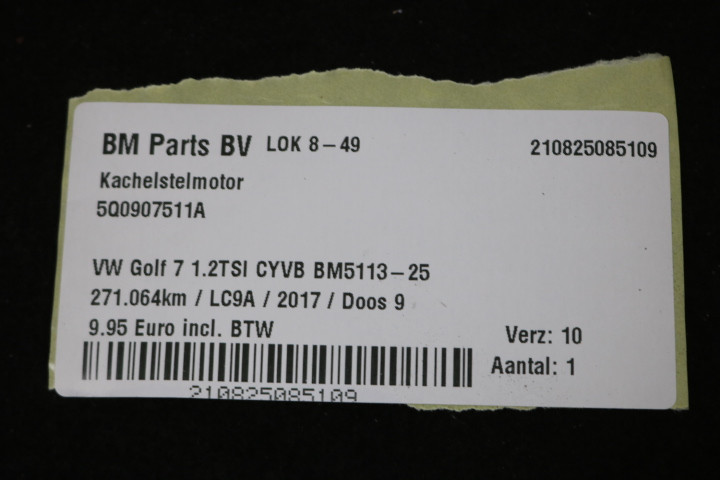 BM Parts BV LOK 8-49 210825085109
Kachelstelmotor
5Q0907511A
VW Golf 7 1.2TSI CYVB BM5113-25
271.064km / LC9A / 2017 / Doos 9
9.95 Euro incl. BTW
Verz: 10
Aantal: 1
210825085109